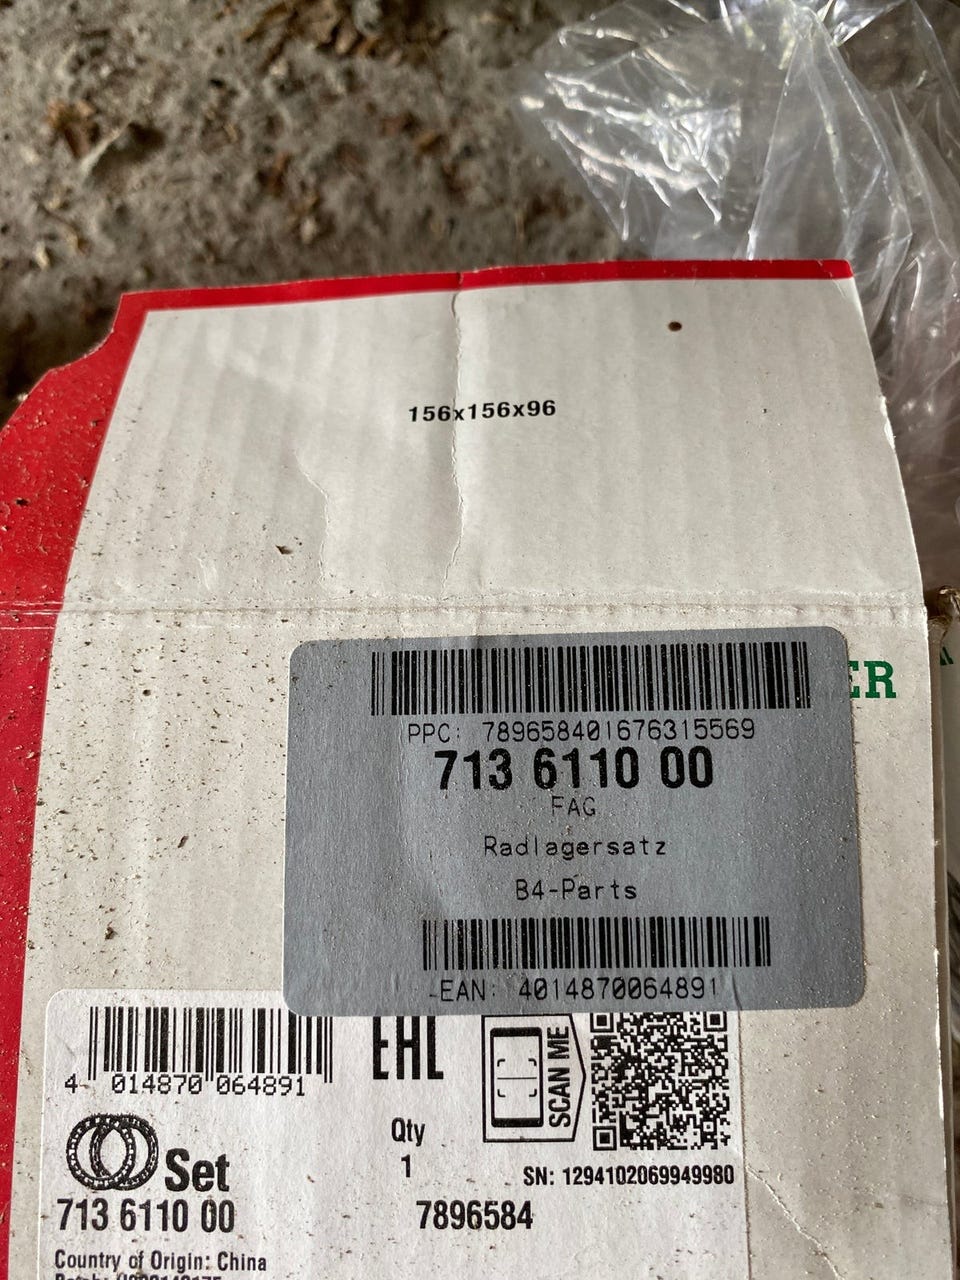 156x156x96
ER
PPC: 789658401676315569
713 6110 00
FAG
Radlagersatz
B4-Parts
EAN: 4014870064891
4 014870 064891
EAC
SCAN ME
Qty
1
Set
SN: 1294102069949980
713 6110 00
7896584
Country of Origin: China